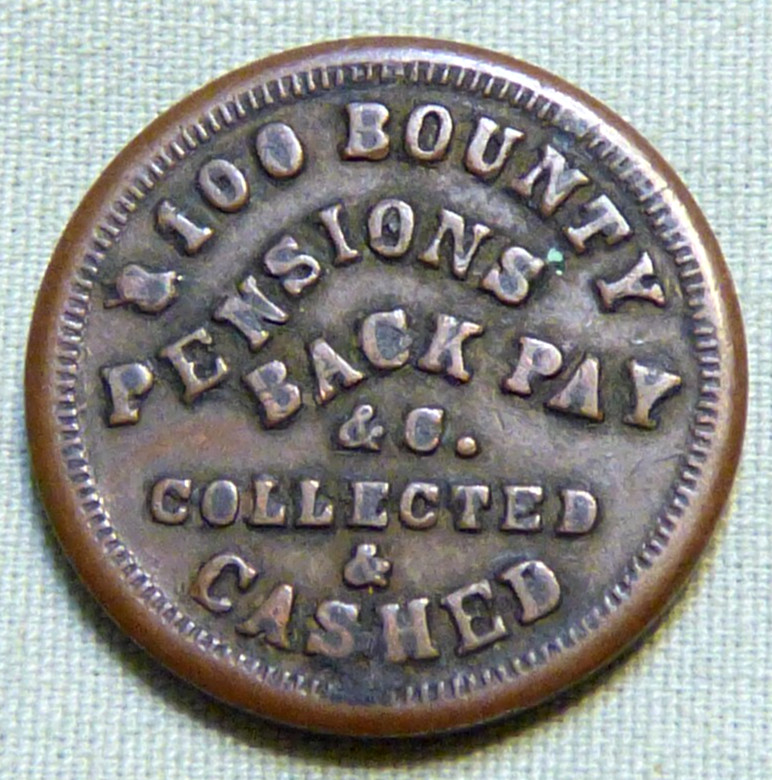 $100 BOUNTY
PENSIONS
BACK PAY
& C.
COLLECTED
&
CASHED